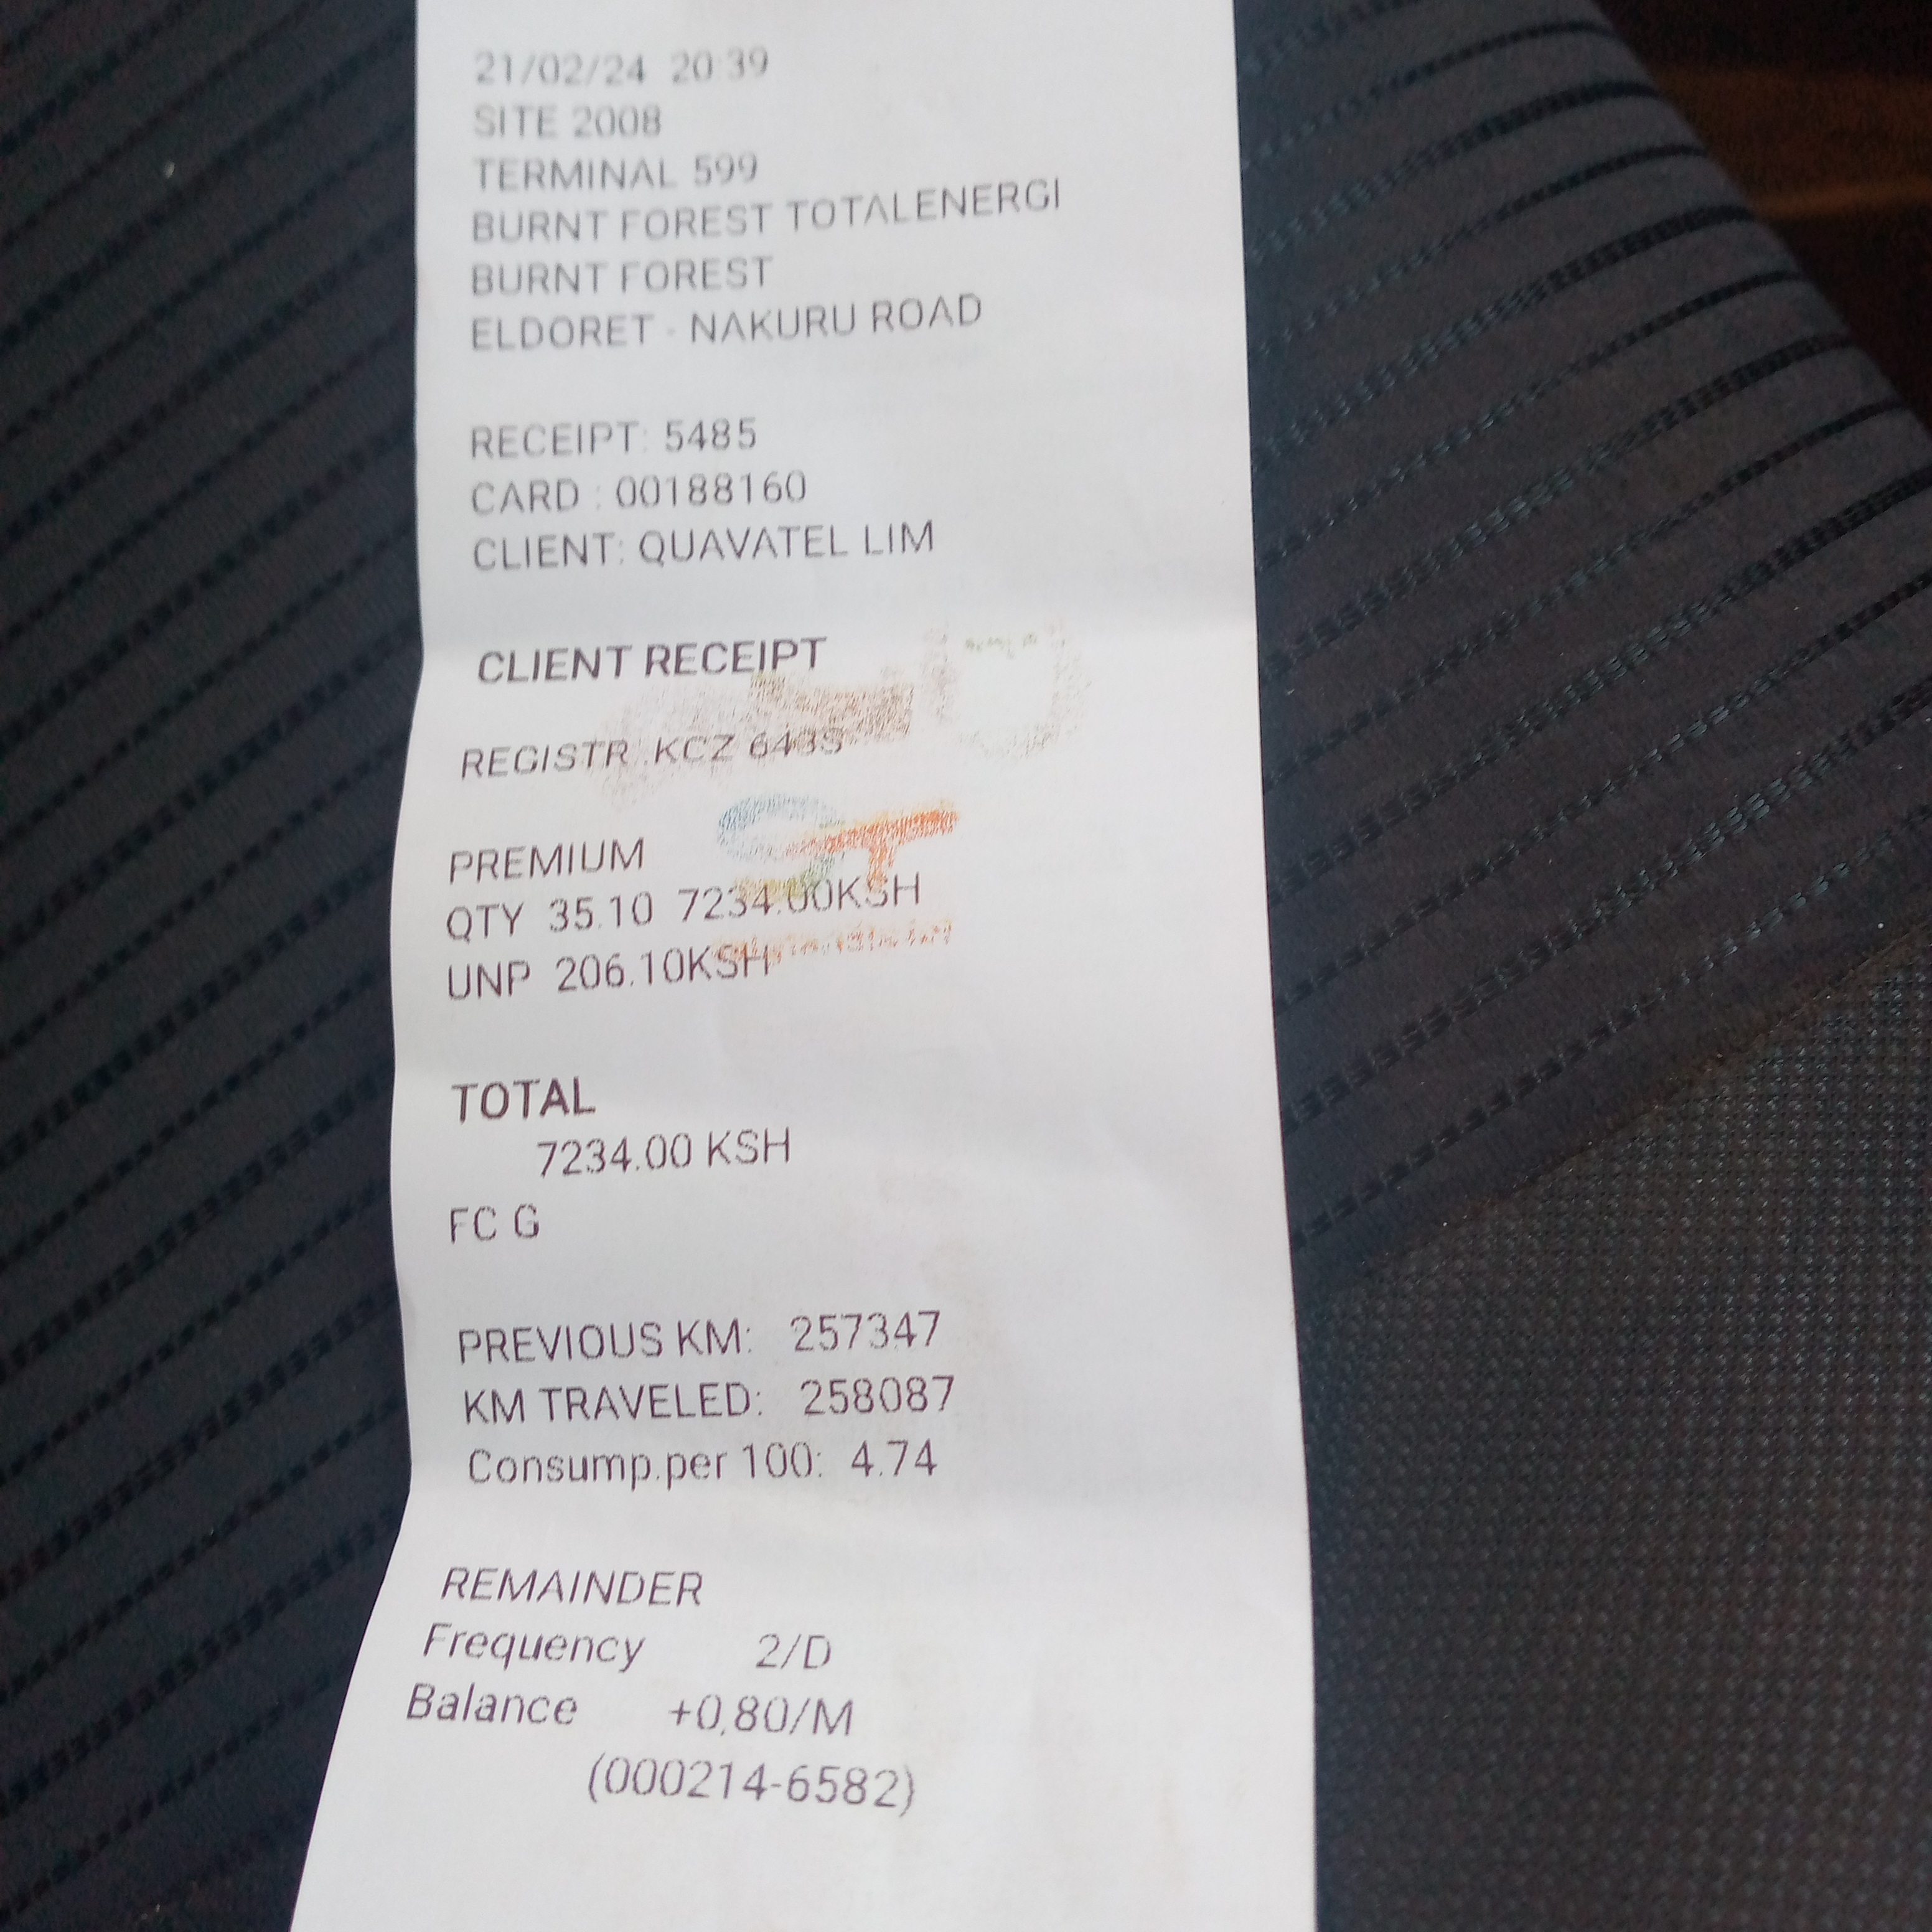 21/02/24 20:39
SITE 2008
TERMINAL 599
BURNT FOREST TOTALENERGI
BURNT FOREST
ELDORET - NAKURU ROAD
RECEIPT: 5485
CARD : 00188160
CLIENT: QUAVATEL LIM
CLIENT RECEIPT
REGISTR :KCZ 643S
PREMIUM
QTY 35.10 7234.00KSH
UNP 206.10KSH
TOTAL
7234.00 KSH
FC G
PREVIOUS KM: 257347
KM TRAVELED: 258087
Consump.per 100: 4.74
REMAINDER
Frequency 2/D
Balance +0,80/M
(000214-6582)